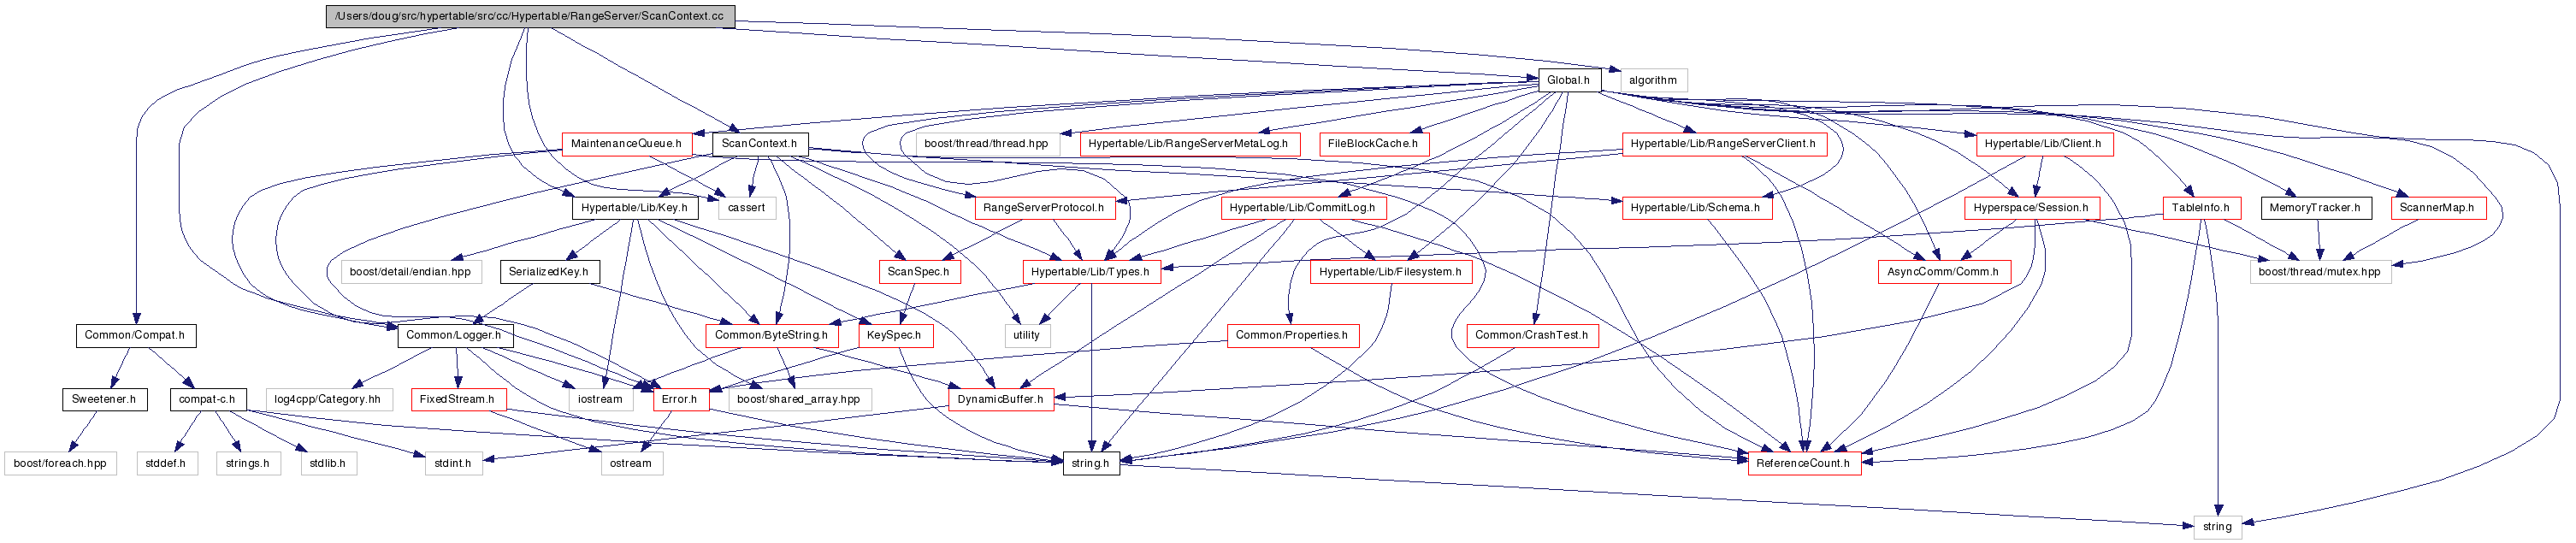 /Users/doug/src/hypertable/src/cc/Hypertable/RangeServer/ScanContext.cc
Global.h
algorithm
MaintenanceQueue.h
ScanContext.h
boost/thread/thread.hpp
Hypertable/Lib/RangeServerMetaLog.h
FileBlockCache.h
Hypertable/Lib/RangeServerClient.h
Hypertable/Lib/Client.h
Hypertable/Lib/Key.h
cassert
RangeServerProtocol.h
Hypertable/Lib/CommitLog.h
Hypertable/Lib/Schema.h
Hyperspace/Session.h
TableInfo.h
MemoryTracker.h
ScannerMap.h
boost/detail/endian.hpp
SerializedKey.h
ScanSpec.h
Hypertable/Lib/Types.h
Hypertable/Lib/Filesystem.h
AsyncComm/Comm.h
boost/thread/mutex.hpp
Common/Compat.h
Common/Logger.h
Common/ByteString.h
KeySpec.h
utility
Common/Properties.h
Common/CrashTest.h
Sweetener.h
compat-c.h
log4cpp/Category.hh
FixedStream.h
iostream
Error.h
boost/shared_array.hpp
DynamicBuffer.h
boost/foreach.hpp
stddef.h
strings.h
stdlib.h
stdint.h
ostream
string.h
ReferenceCount.h
string